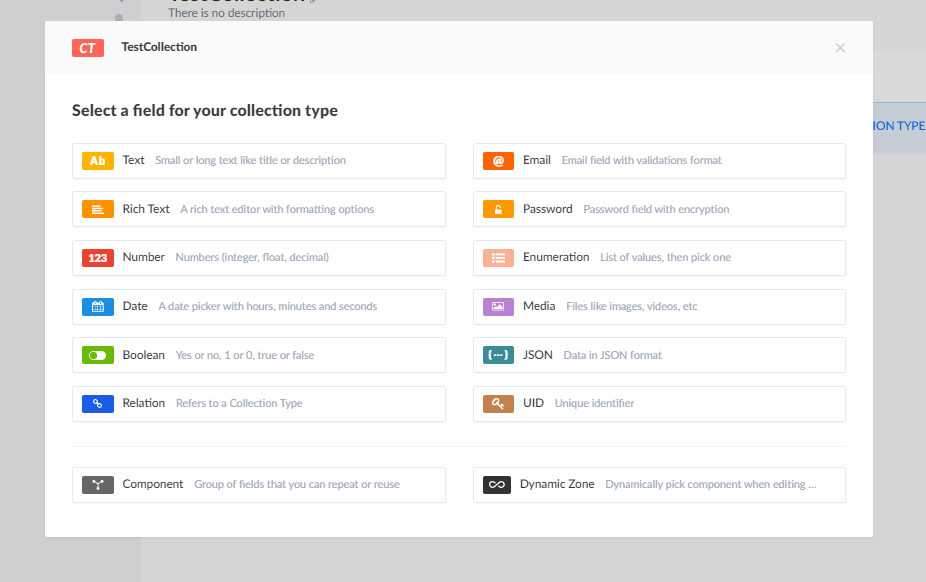 There is no description
CT TestCollection
Select a field for your collection type
Ab Text Small or long text like title or description
@ Email Email field with validations format
Rich Text A rich text editor with formatting options
Password Password field with encryption
123 Number Numbers (integer, float, decimal)
Enumeration List of values, then pick one
Date A date picker with hours, minutes and seconds
Media Files like images, videos, etc
Boolean Yes or no, 1 or 0, true or false
{...} JSON Data in JSON format
Relation Refers to a Collection Type
UID Unique identifier
Component Group of fields that you can repeat or reuse
Dynamic Zone Dynamically pick component when editing ...
ION TYPE